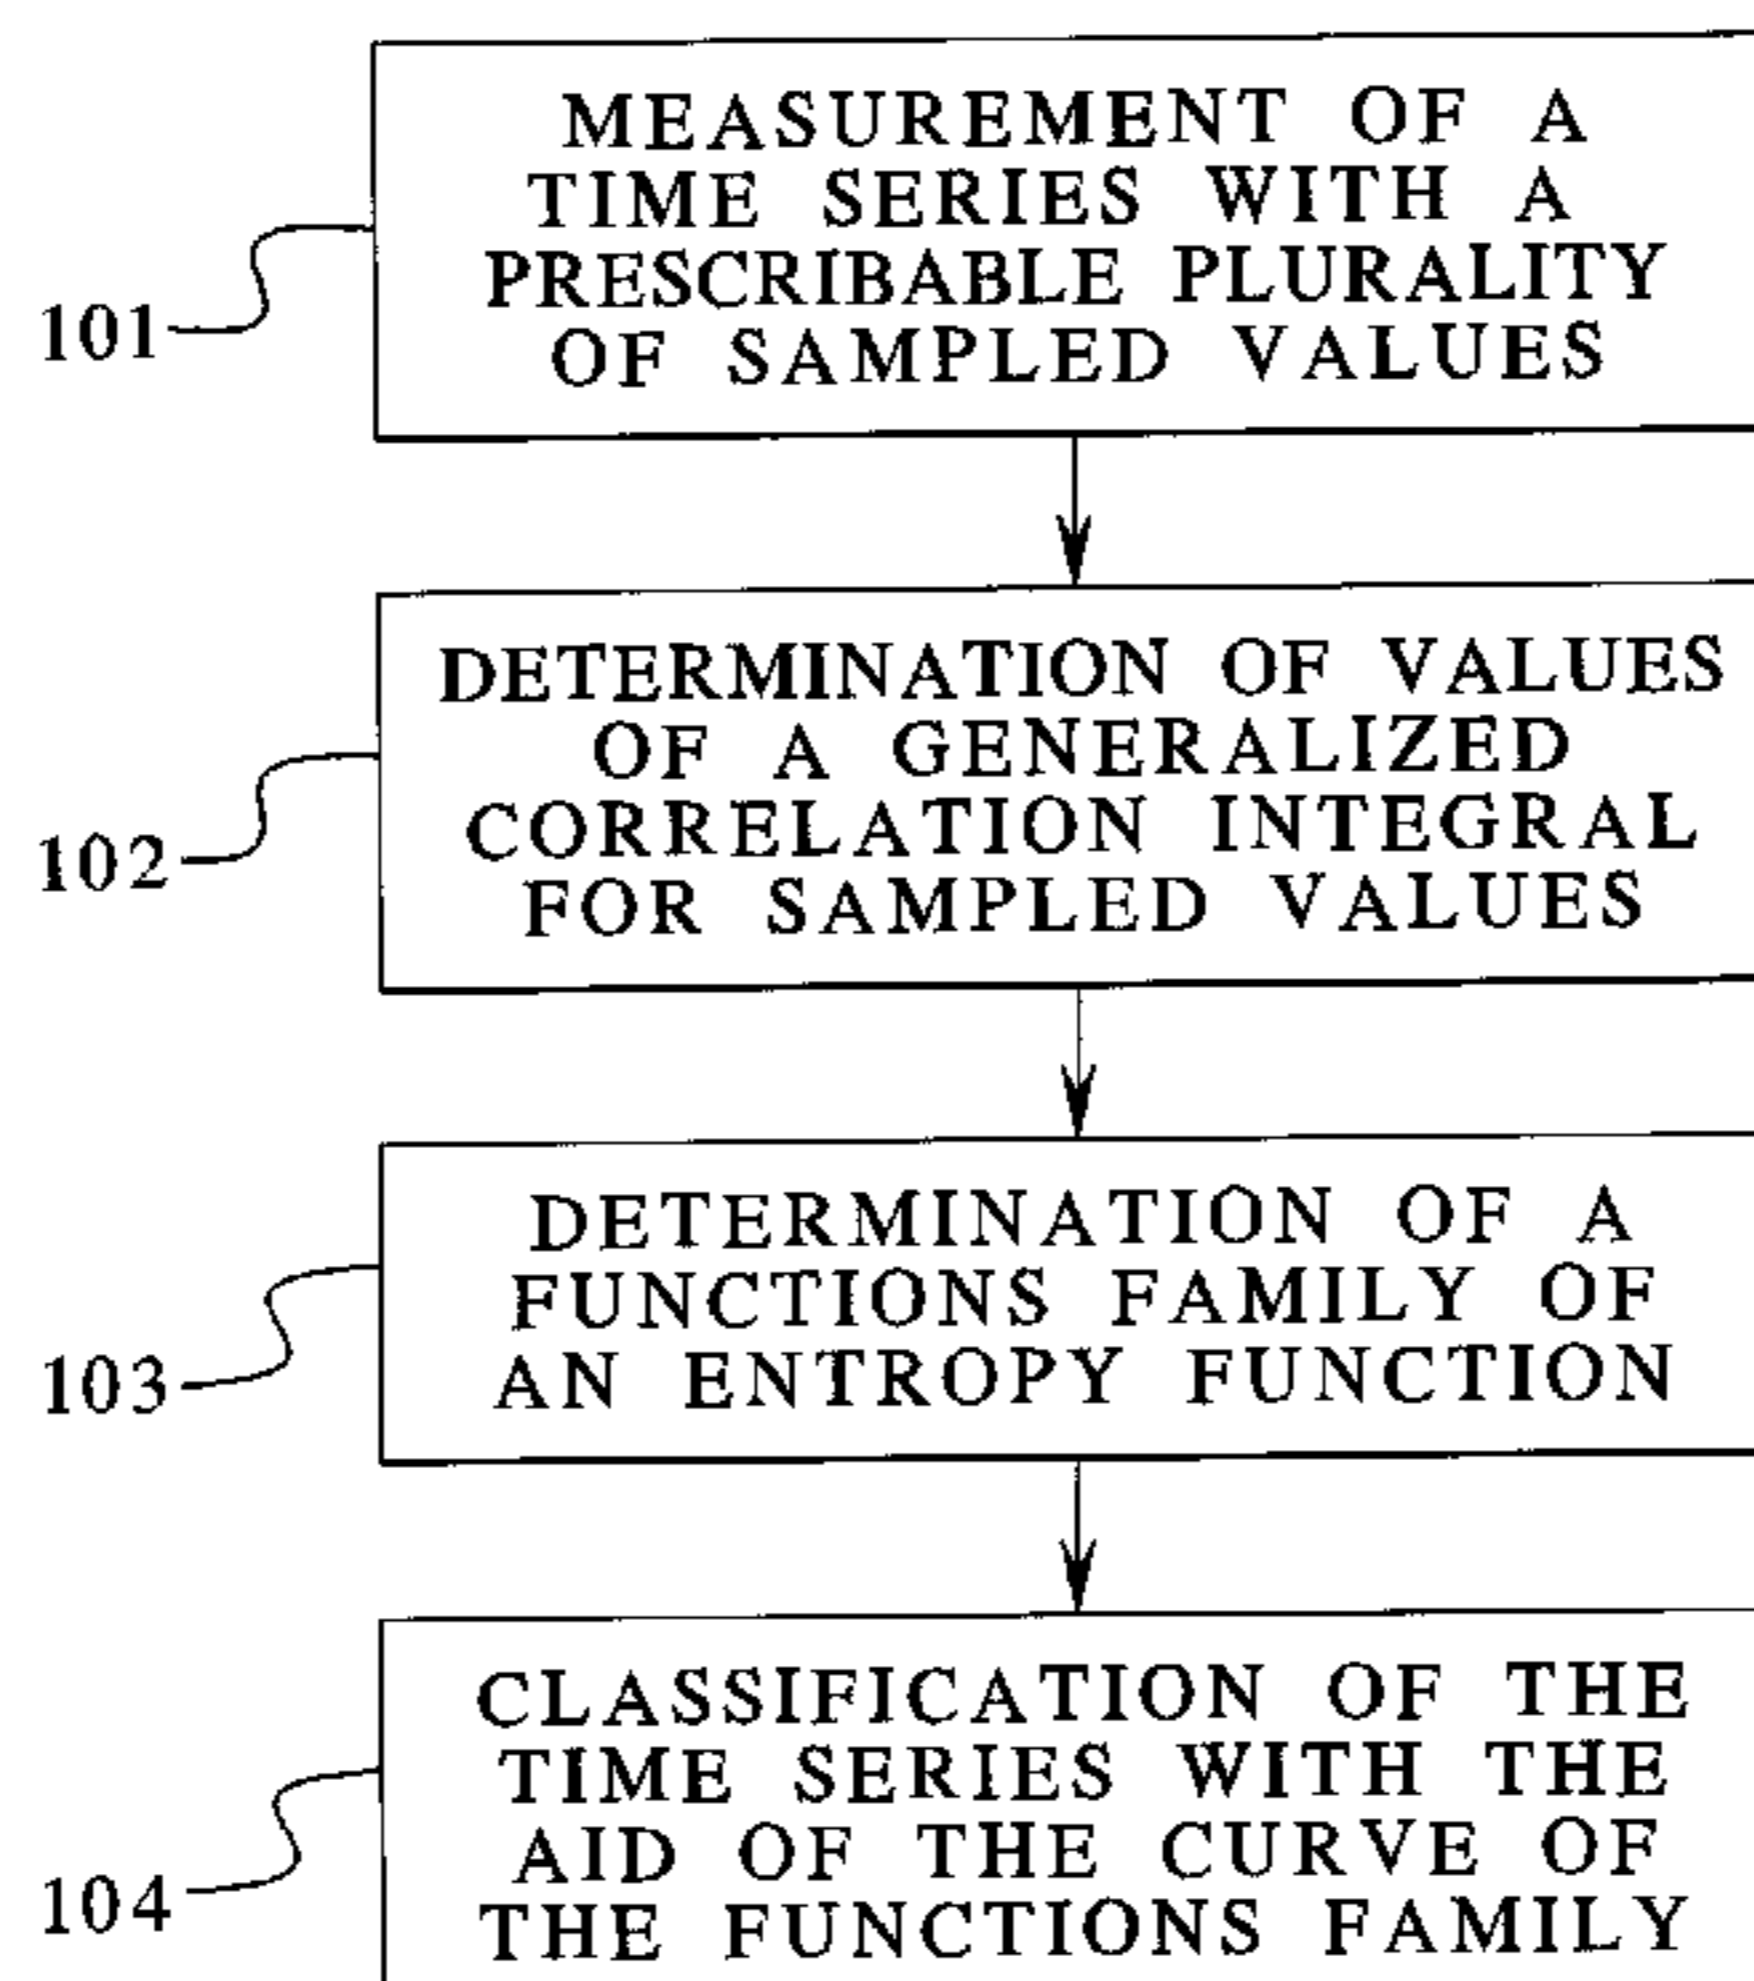 MEASUREMENT OF A
TIME SERIES WITH A
PRESCRIBABLE PLURALITY
OF SAMPLED VALUES
101
DETERMINATION OF VALUES
OF A GENERALIZED
CORRELATION INTEGRAL
FOR SAMPLED VALUES
102
DETERMINATION OF A
FUNCTIONS FAMILY OF
AN ENTROPY FUNCTION
103
CLASSIFICATION OF THE
TIME SERIES WITH THE
AID OF THE CURVE OF
THE FUNCTIONS FAMILY
104